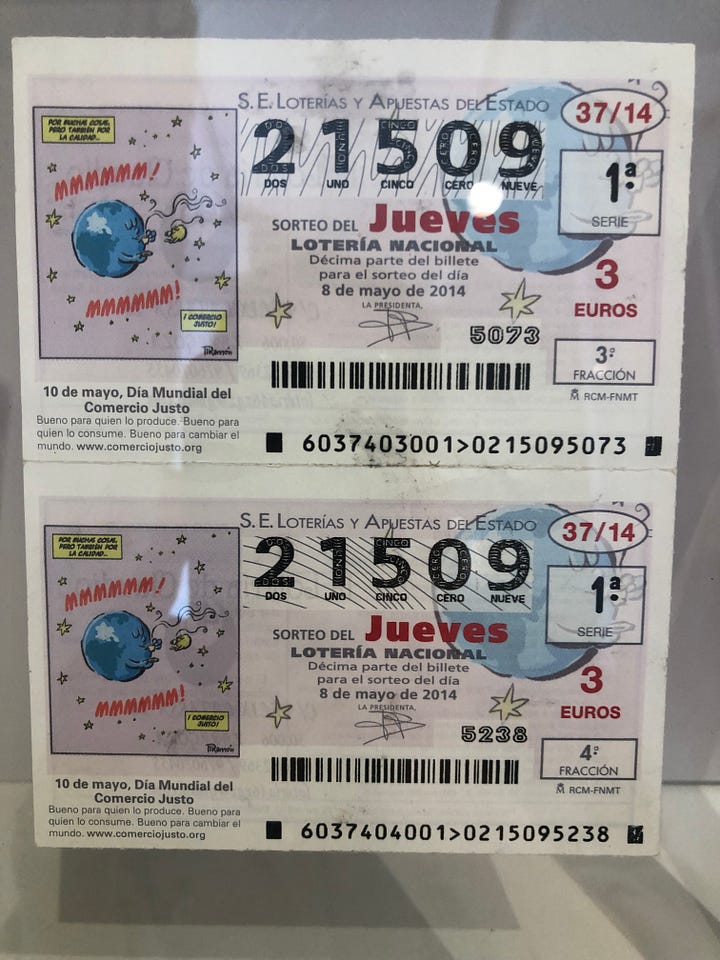 S. E. LOTERÍAS Y APUESTAS DEL ESTADO
37/14
POR MUCHAS COSAS,
PERO TAMBIÉN POR
LA CALIDAD...
MMMMMM!
MMMMMM!
¡COMERCIO
JUSTO!
21509
DOS UNO CINCO CERO NUEVE
1ª
SERIE
SORTEO DEL Jueves
LOTERÍA NACIONAL
Décima parte del billete
para el sorteo del día
8 de mayo de 2014
LA PRESIDENTA,
3
EUROS
5073
3ª
FRACCIÓN
RCM-FNMT
10 de mayo, Día Mundial del
Comercio Justo
Bueno para quien lo produce. Bueno para
quien lo consume. Bueno para cambiar el
mundo. www.comerciojusto.org
6037403001>0215095073
S. E. LOTERÍAS Y APUESTAS DEL ESTADO
37/14
POR MUCHAS COSAS,
PERO TAMBIÉN POR
LA CALIDAD...
MMMMMM!
MMMMMM!
¡COMERCIO
JUSTO!
21509
DOS UNO CINCO CERO NUEVE
1ª
SERIE
SORTEO DEL Jueves
LOTERÍA NACIONAL
Décima parte del billete
para el sorteo del día
8 de mayo de 2014
LA PRESIDENTA,
3
EUROS
5238
4ª
FRACCIÓN
RCM-FNMT
10 de mayo, Día Mundial del
Comercio Justo
Bueno para quien lo produce. Bueno para
quien lo consume. Bueno para cambiar el
mundo. www.comerciojusto.org
6037404001>0215095238